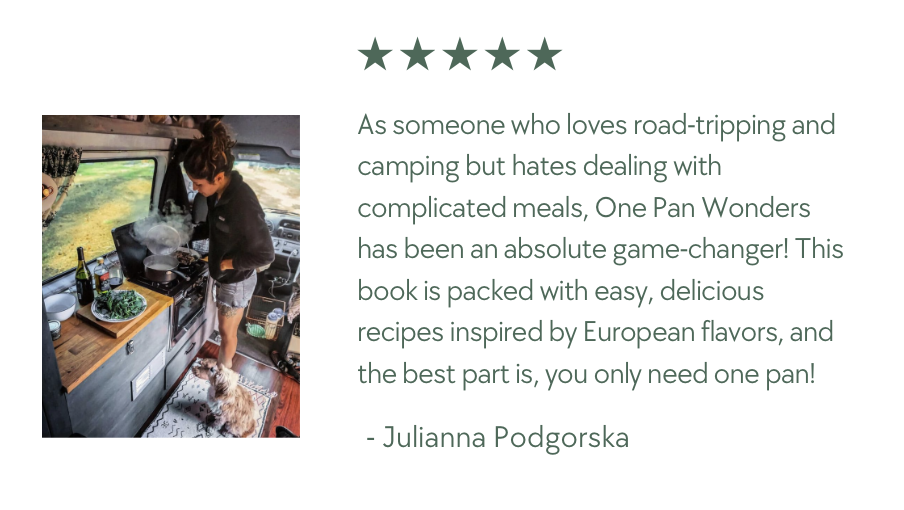 As someone who loves road-tripping and
camping but hates dealing with
complicated meals, One Pan Wonders
has been an absolute game-changer! This
book is packed with easy, delicious
recipes inspired by European flavors, and
the best part is, you only need one pan!
- Julianna Podgorska